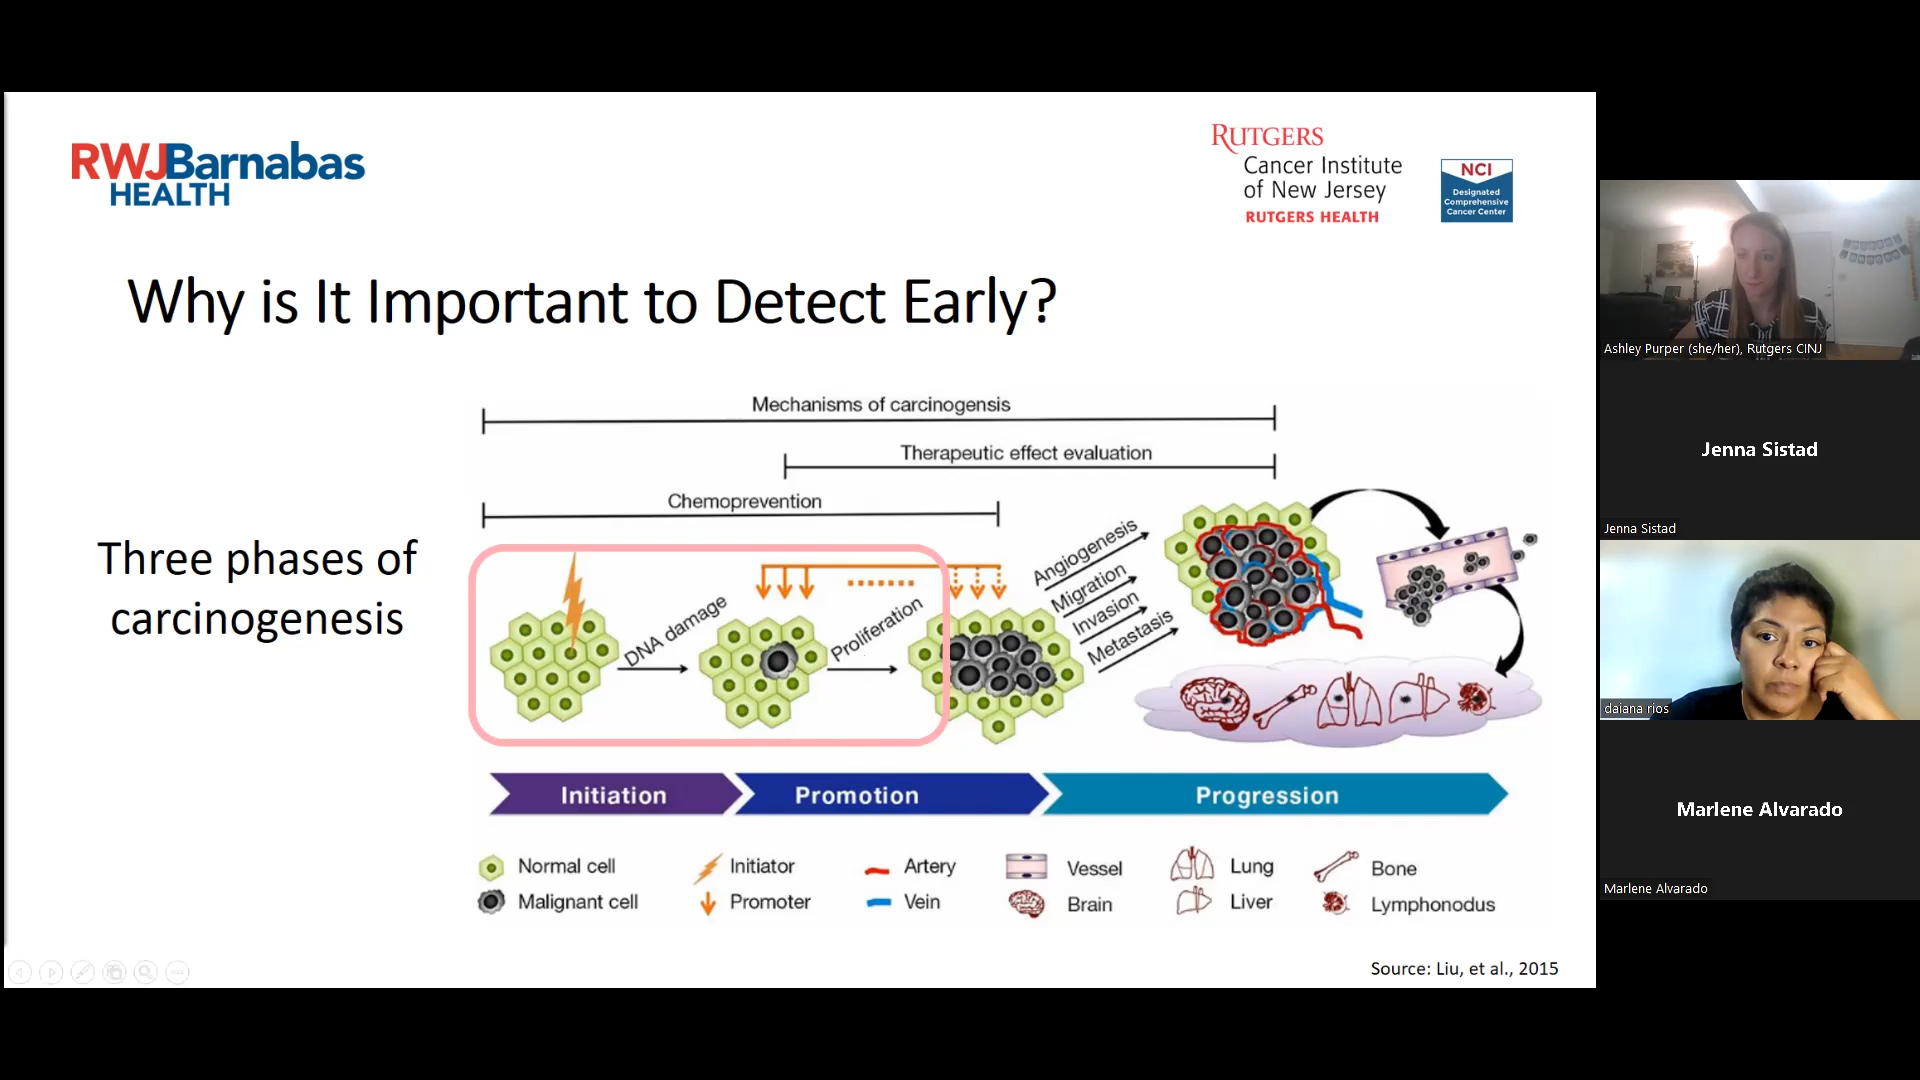 RWJBarnabas
HEALTH
RUTGERS
Cancer Institute
of New Jersey
RUTGERS HEALTH
NCI
Designated
Comprehensive
Cancer Center
Why is It Important to Detect Early?
Three phases of
carcinogenesis
Mechanisms of carcinogensis
Therapeutic effect evaluation
Chemoprevention
DNA damage
Proliferation
Angiogenesis
Migration
Invasion
Metastasis
Initiation
Promotion
Progression
Normal cell
Initiator
Artery
Vessel
Lung
Bone
Malignant cell
Promoter
Vein
Brain
Liver
Lymphonodus
Source: Liu, et al., 2015
Ashley Purper (she/her), Rutgers CINJ
Jenna Sistad
Jenna Sistad
daiana rios
Marlene Alvarado
Marlene Alvarado